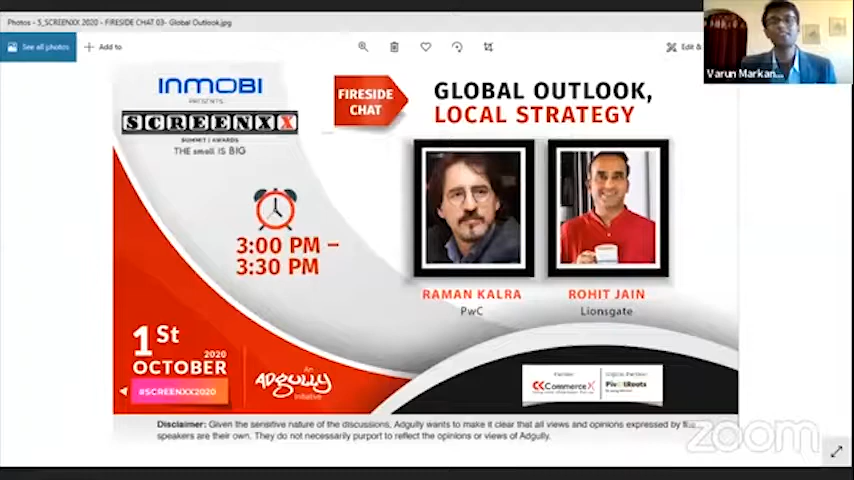 Photos - 5_SCREENXX 2020 - FIRESIDE CHAT 03- Global Outlook.jpg
See all photos
Add to
Edit &
Varun Markan...
INMOBI
PRESENTS
SCREENXX
SUMMIT | AWARDS
THE small IS BIG
FIRESIDE
CHAT
GLOBAL OUTLOOK,
LOCAL STRATEGY
3:00 PM –
3:30 PM
RAMAN KALRA
PwC
ROHIT JAIN
Lionsgate
1St
2020
OCTOBER
#SCREENXX2020
An
ADGULLY
initiative
CommerceX
PivotRoots
Disclaimer: Given the sensitive nature of the discussions, Adgully wants to make it clear that all views and opinions expressed by
speakers are their own. They do not necessarily purport to reflect the opinions or views of Adgully.
zoom